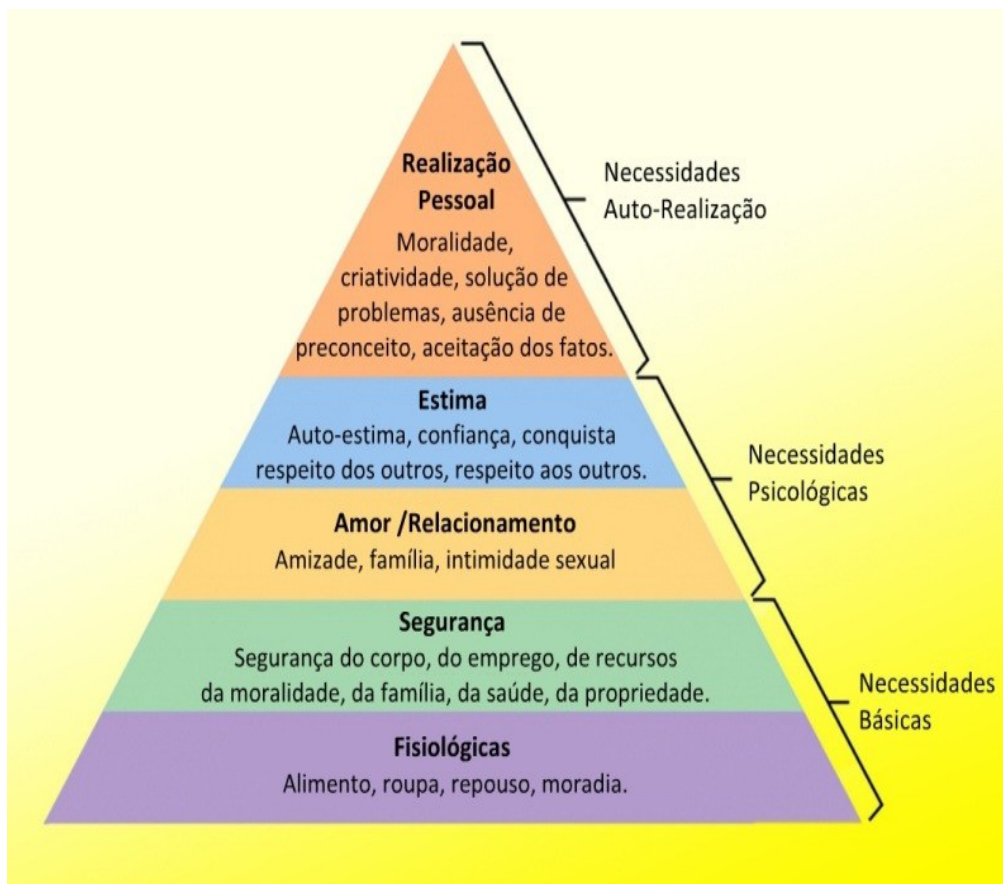 Realização
Pessoal
Moralidade,
criatividade, solução de
problemas, ausência de
preconceito, aceitação dos fatos.
Necessidades
Auto-Realização
Estima
Auto-estima, confiança, conquista
respeito dos outros, respeito aos outros.
Necessidades
Psicológicas
Amor /Relacionamento
Amizade, família, intimidade sexual
Segurança
Segurança do corpo, do emprego, de recursos
da moralidade, da família, da saúde, da propriedade.
Necessidades
Básicas
Fisiológicas
Alimento, roupa, repouso, moradia.